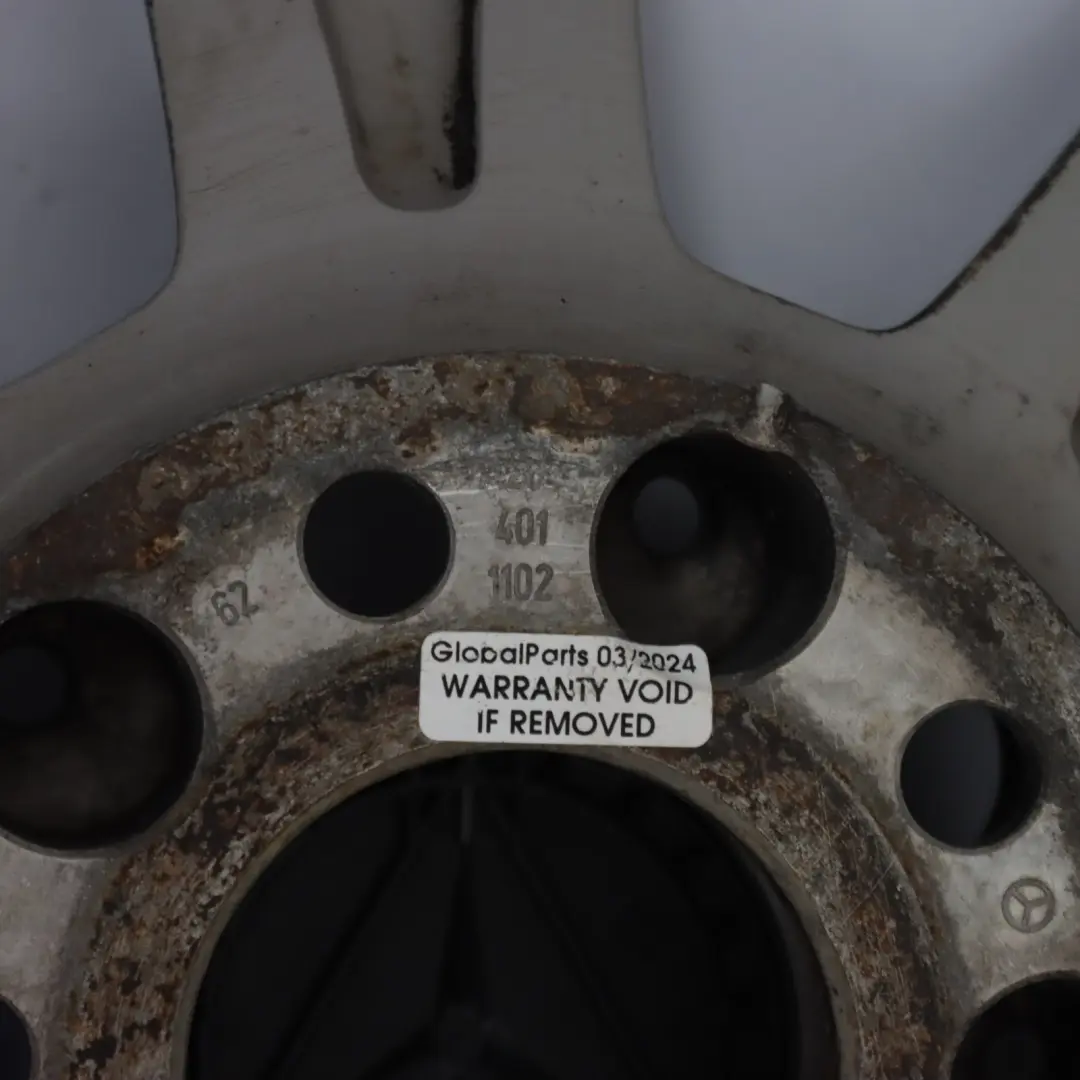 401
1102
62
GlobalParts 03/2024
WARRANTY VOID
IF REMOVED